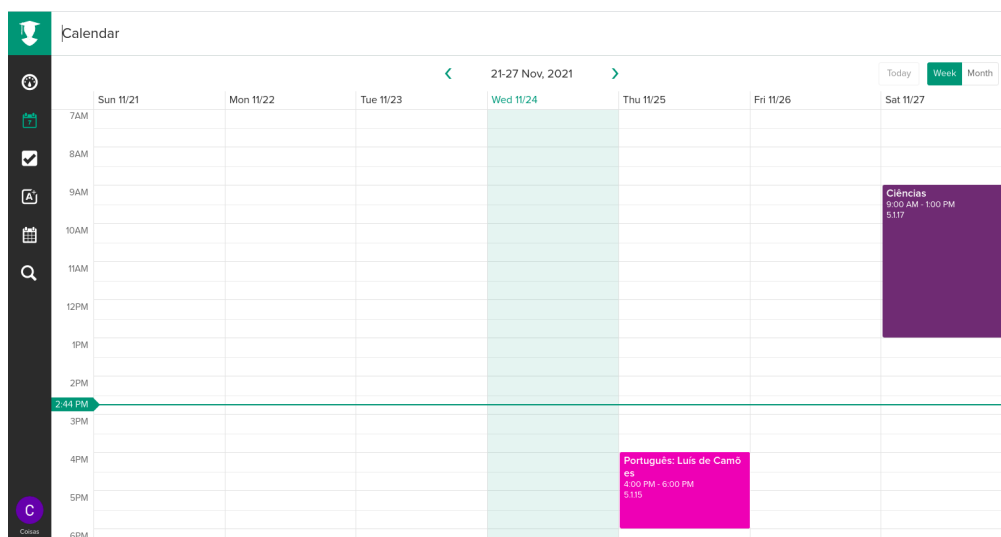 Calendar
21-27 Nov, 2021
Today
Week
Month
Sun 11/21
Mon 11/22
Tue 11/23
Wed 11/24
Thu 11/25
Fri 11/26
Sat 11/27
7AM
8AM
9AM
Ciências
9:00 AM - 1:00 PM
5.1.17
10AM
11AM
12PM
1PM
2PM
2:44 PM
3PM
4PM
Português: Luís de Camõ
es
4:00 PM - 6:00 PM
5.1.15
5PM
C
Coisas
6PM